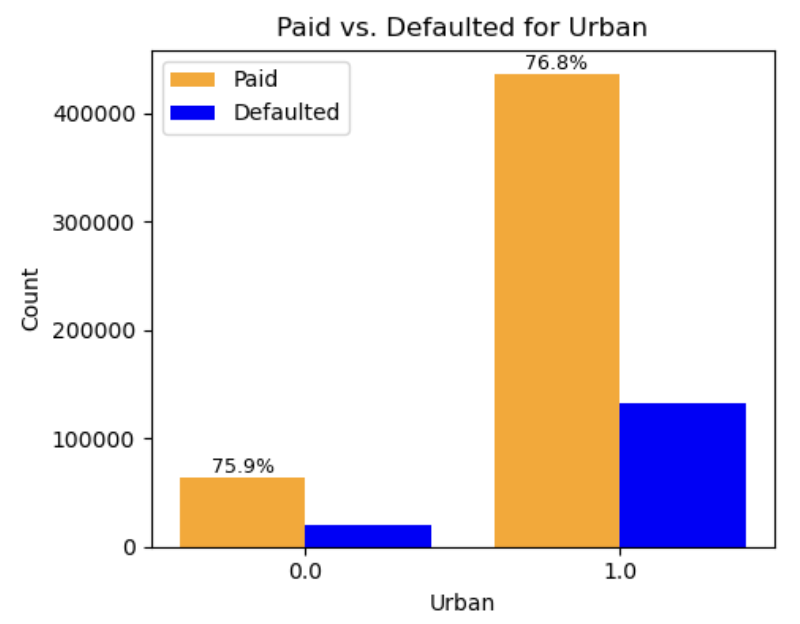 Paid vs. Defaulted for Urban
Paid
Defaulted
76.8%
75.9%
400000
300000
200000
100000
0
Count
0.0
1.0
Urban